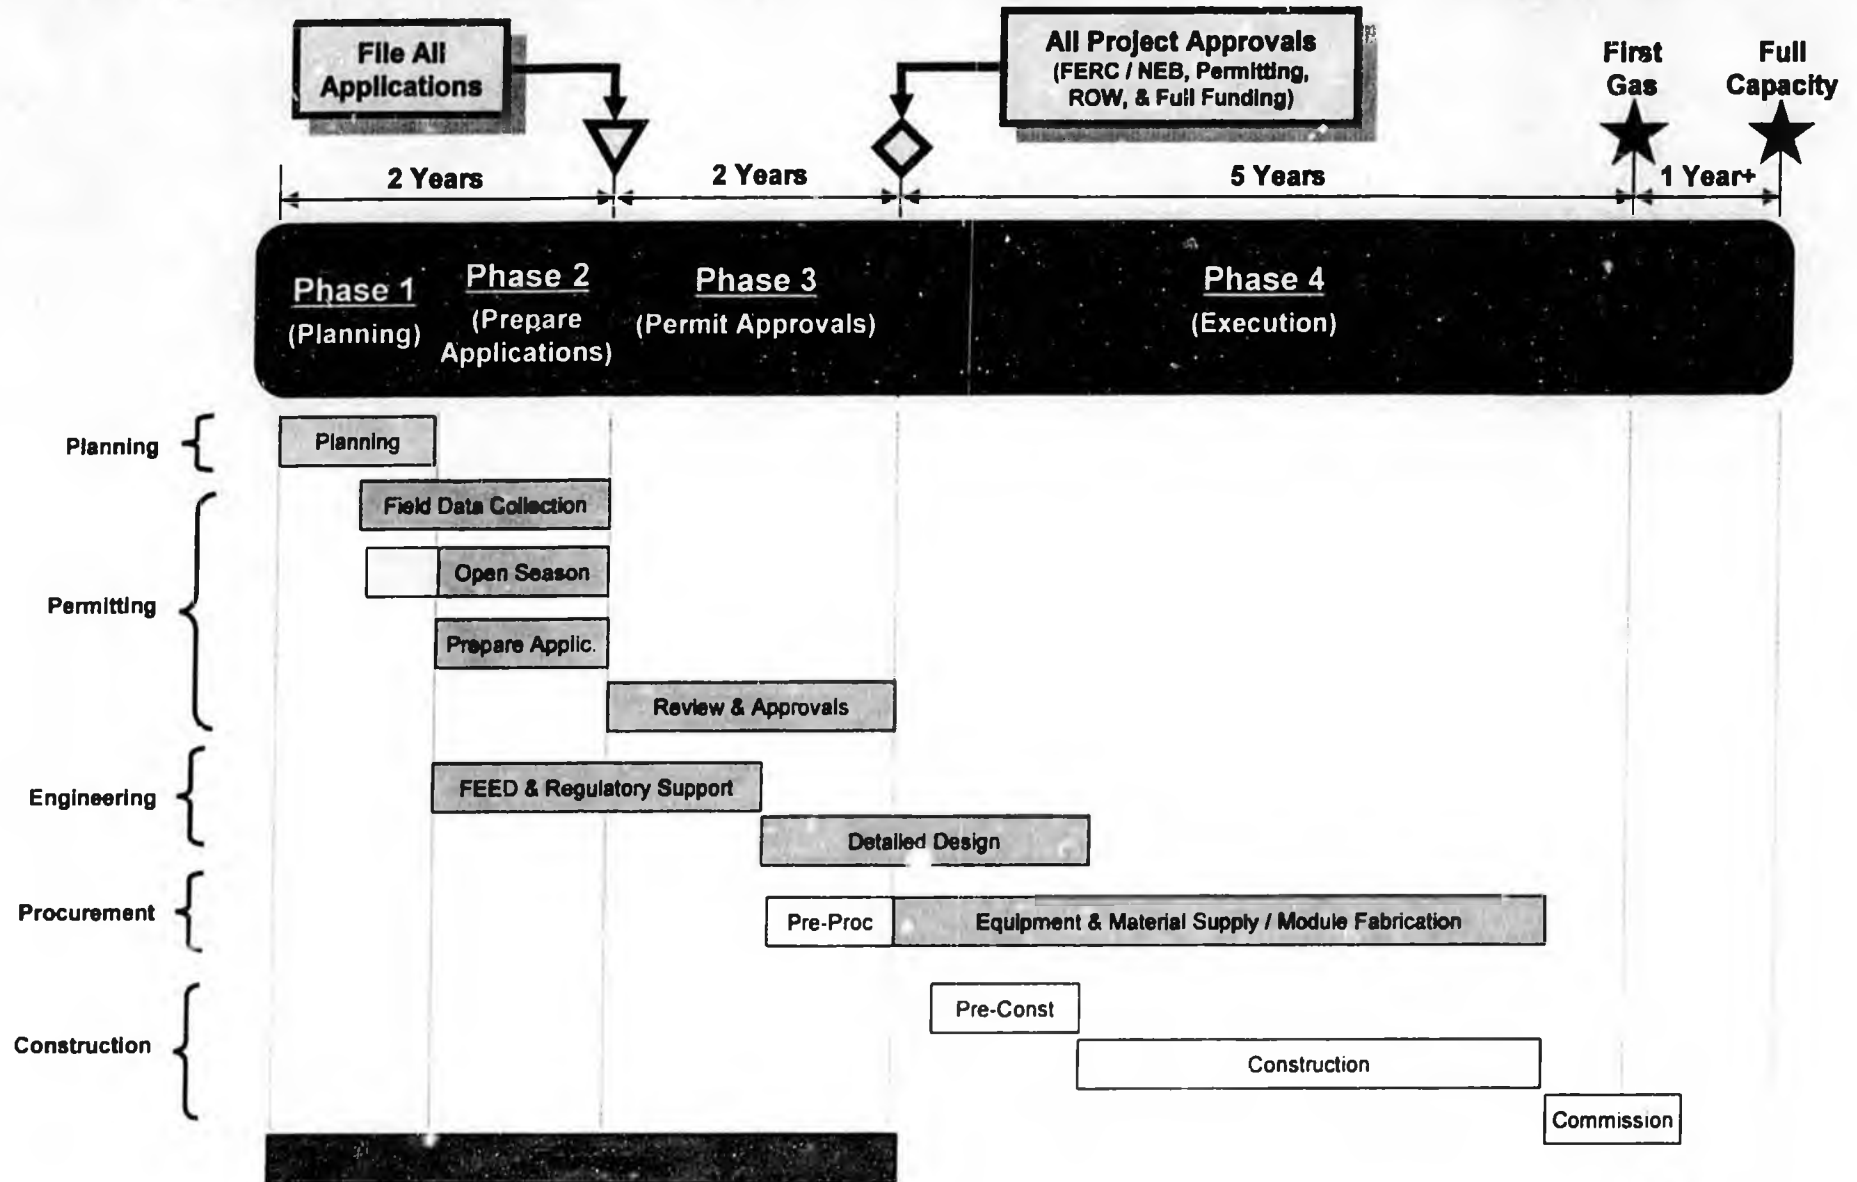 File All
Applications
All Project Approvals
(FERC / NEB, Permitting,
ROW, & Full Funding)
First
Gas
Full
Capacity
2 Years
2 Years
5 Years
1 Year+
Phase 1
(Planning)
Phase 2
(Prepare
Applications)
Phase 3
(Permit Approvals)
Phase 4
(Execution)
Planning
Planning
Permitting
Field Data Collection
Open Season
Prepare Applic.
Review & Approvals
Engineering
FEED & Regulatory Support
Detailed Design
Procurement
Pre-Proc
Equipment & Material Supply / Module Fabrication
Construction
Pre-Const
Construction
Commission